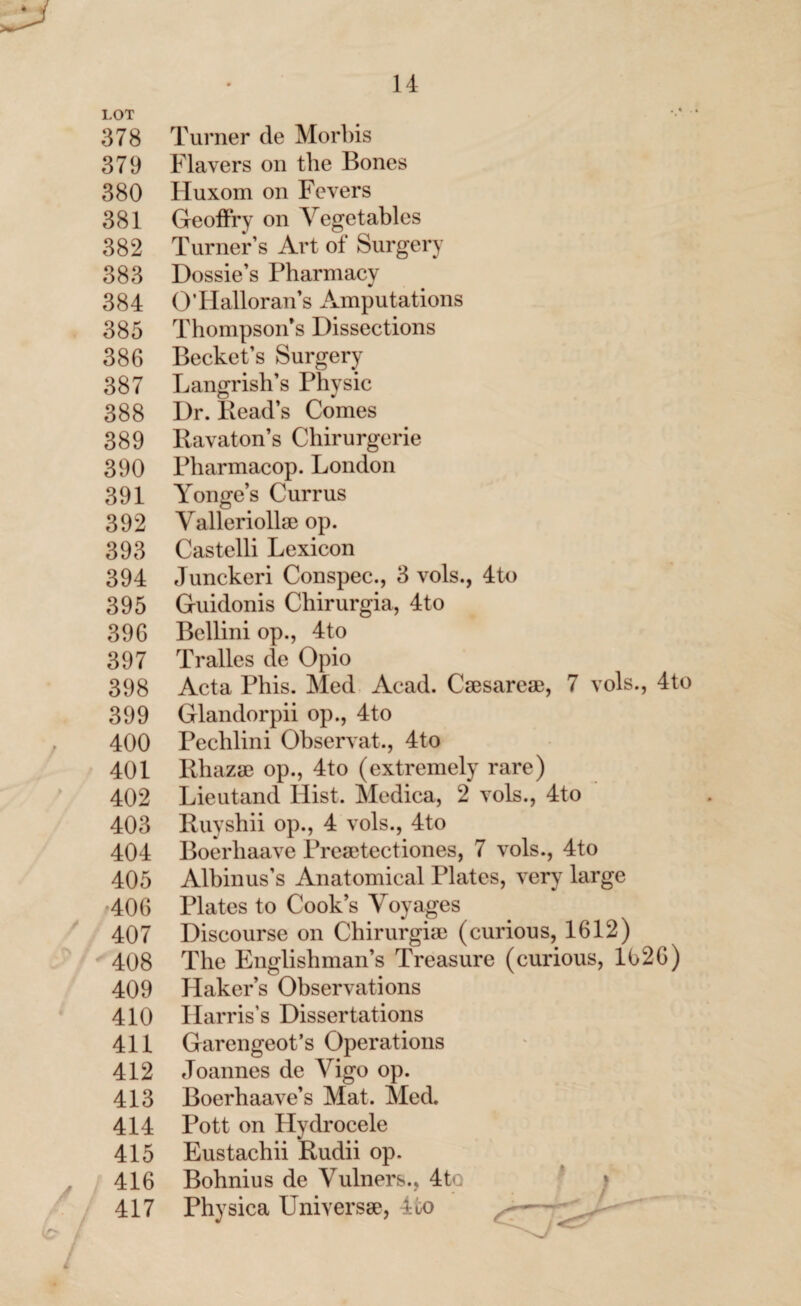 14
LOT
378 Turner de Morbis
379 Flavers on the Bones
380 Huxom on Fevers
381 Geoffry on Vegetables
382 Turner's Art of Surgery
383 Dossie's Pharmacy
384 O'Halloran's Amputations
385 Thompson's Dissections
386 Becket's Surgery
387 Langrish's Physic
388 Dr. Read's Comes
389 Ravaton's Chirurgerie
390 Pharmacop. London
391 Yonge's Currus
392 Valleriollæ op.
393 Castelli Lexicon
394 Junckeri Conspec., 3 vols., 4to
395 Guidonis Chirurgia, 4to
396 Bellini op., 4to
397 Tralles de Opio
398 Acta Phis. Med Acad. Cæsareæ, 7 vols., 4to
399 Glandorpii op., 4to
400 Pechlini Observat., 4to
401 Rhazæ op., 4to (extremely rare)
402 Lieutand Hist. Medica, 2 vols., 4to
403 Ruyshii op., 4 vols., 4to
404 Boerhaave Preætectiones, 7 vols., 4to
405 Albinus's Anatomical Plates, very large
406 Plates to Cook's Voyages
407 Discourse on Chirurgiæ (curious, 1612)
408 The Englishman's Treasure (curious, 1626)
409 Haker's Observations
410 Harris's Dissertations
411 Garengeot's Operations
412 Joannes de Vigo op.
413 Boerhaave's Mat. Med.
414 Pott on Hydrocele
415 Eustachii Rudii op.
416 Bohnius de Vulners., 4to
417 Physica Universæ, 4to